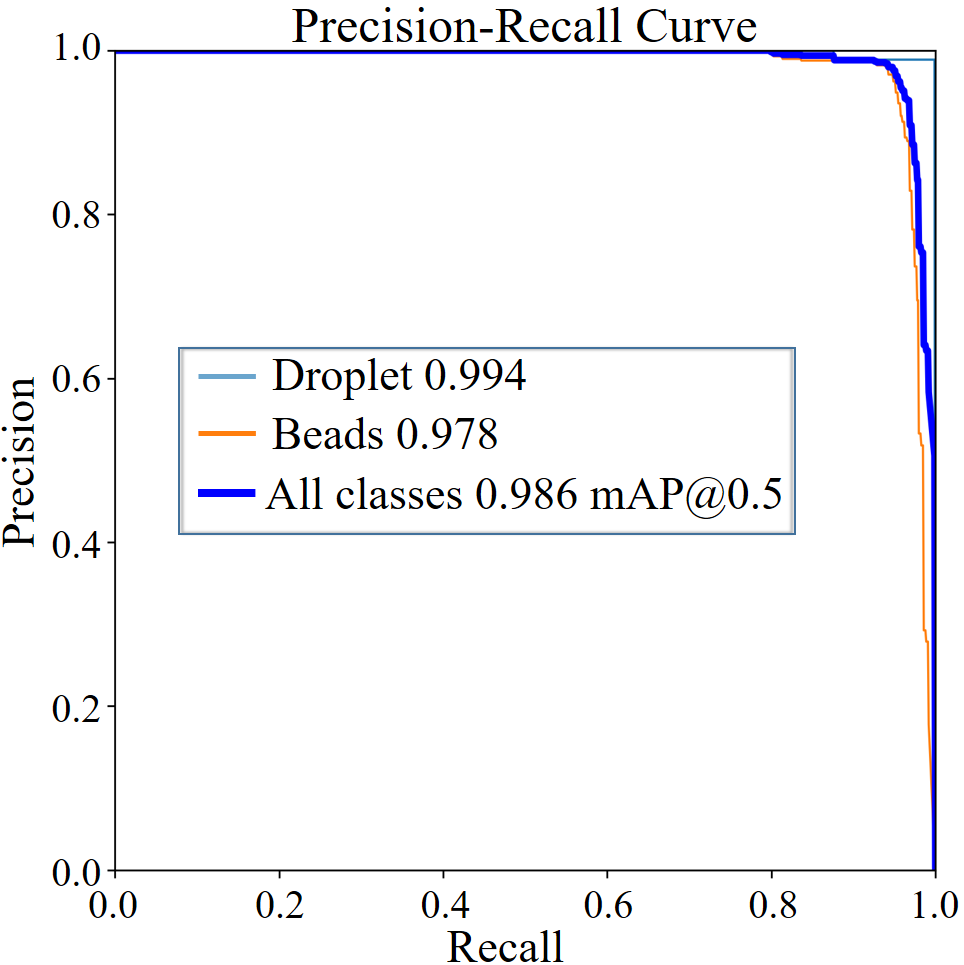 Precision-Recall Curve
1.0
0.8
0.6
0.4
0.2
0.0
Precision
Droplet 0.994
Beads 0.978
All classes 0.986 mAP@0.5
0.0 0.2 0.4 0.6 0.8 1.0
Recall